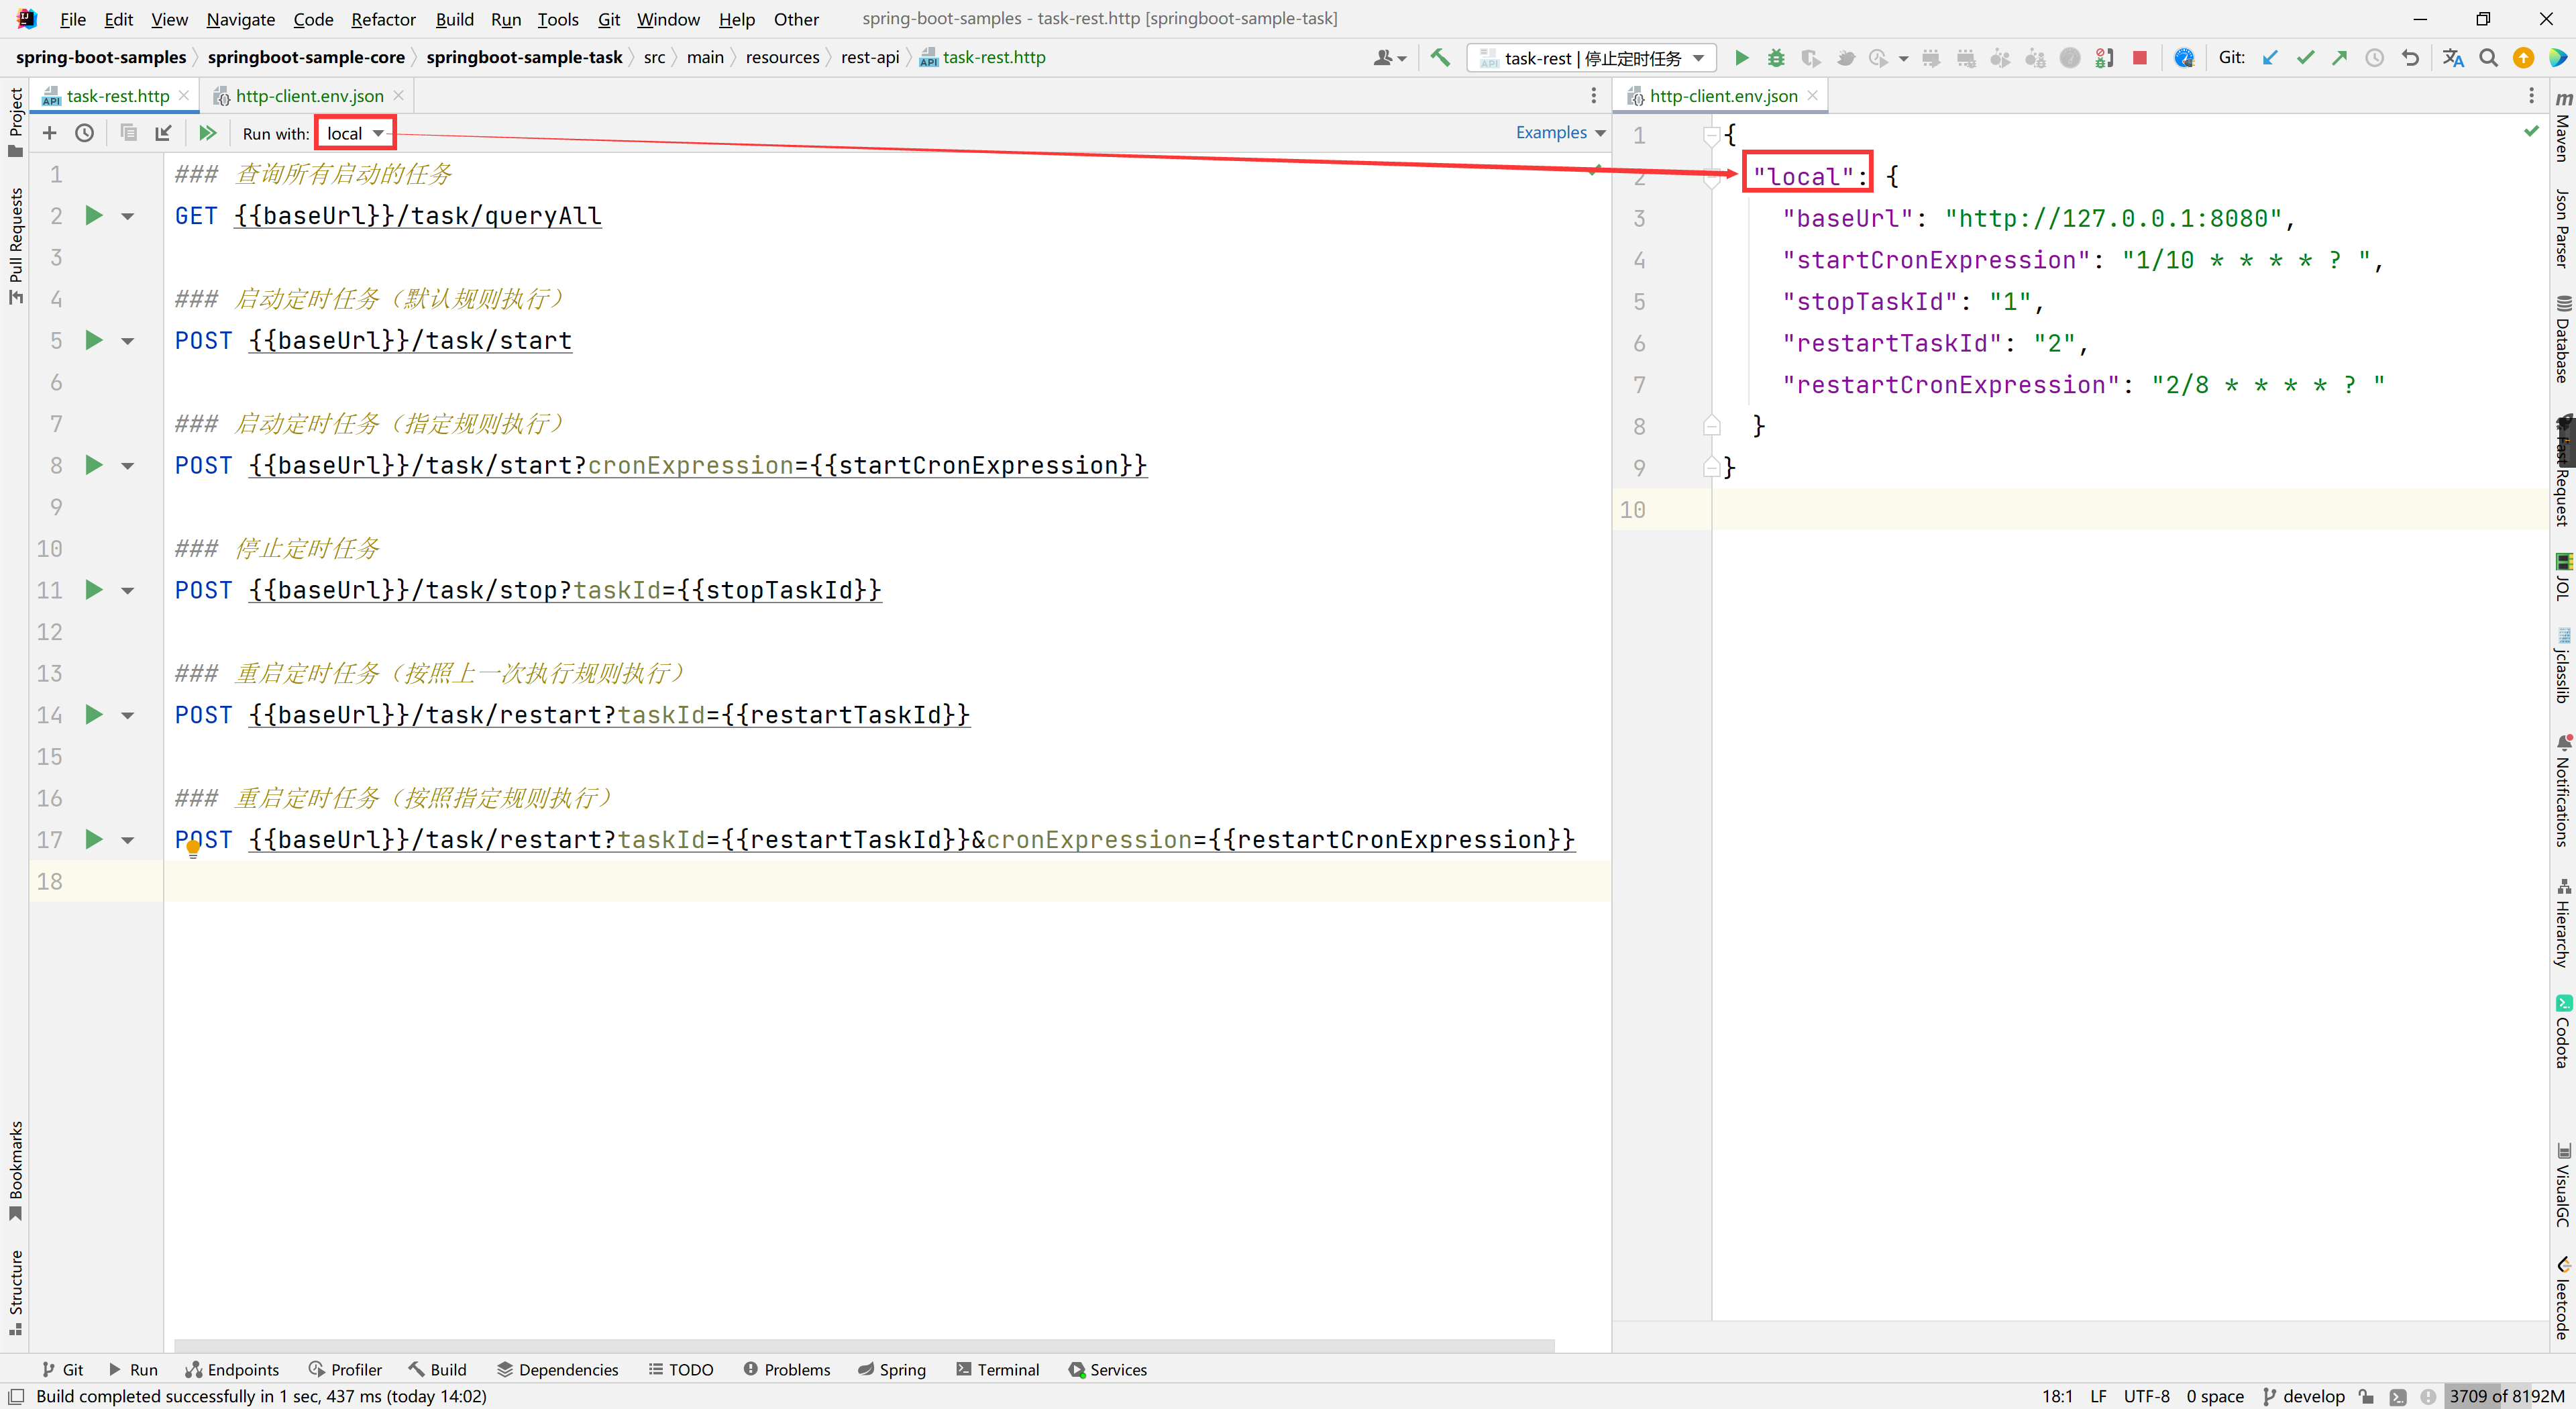 File Edit View Navigate Code Refactor Build Run Tools Git Window Help Other spring-boot-samples - task-rest.http [springboot-sample-task]
spring-boot-samples springboot-sample-core springboot-sample-task src main resources rest-api task-rest.http task-rest | 停止定时任务 Git:
task-rest.http http-client.env.json
Run with: local Examples
1 ### 查询所有启动的任务
2 GET {{baseUrl}}/task/queryAll
3
4 ### 启动定时任务（默认规则执行）
5 POST {{baseUrl}}/task/start
6
7 ### 启动定时任务（指定规则执行）
8 POST {{baseUrl}}/task/start?cronExpression={{startCronExpression}}
9
10 ### 停止定时任务
11 POST {{baseUrl}}/task/stop?taskId={{stopTaskId}}
12
13 ### 重启定时任务（按照上一次执行规则执行）
14 POST {{baseUrl}}/task/restart?taskId={{restartTaskId}}
15
16 ### 重启定时任务（按照指定规则执行）
17 POST {{baseUrl}}/task/restart?taskId={{restartTaskId}}&cronExpression={{restartCronExpression}}
18
http-client.env.json
1 {
2 "local": {
3 "baseUrl": "http://127.0.0.1:8080",
4 "startCronExpression": "1/10 * * * * ? ",
5 "stopTaskId": "1",
6 "restartTaskId": "2",
7 "restartCronExpression": "2/8 * * * * ? "
8 }
9 }
10
Project
Pull Requests
Bookmarks
Structure
Maven
Json Parser
Database
Fast Request
JOL
jclasslib
Notifications
Hierarchy
Codota
VisualGC
leetcode
Git Run Endpoints Profiler Build Dependencies TODO Problems Spring Terminal Services
Build completed successfully in 1 sec, 437 ms (today 14:02) 18:1 LF UTF-8 0 space develop 3709 of 8192M